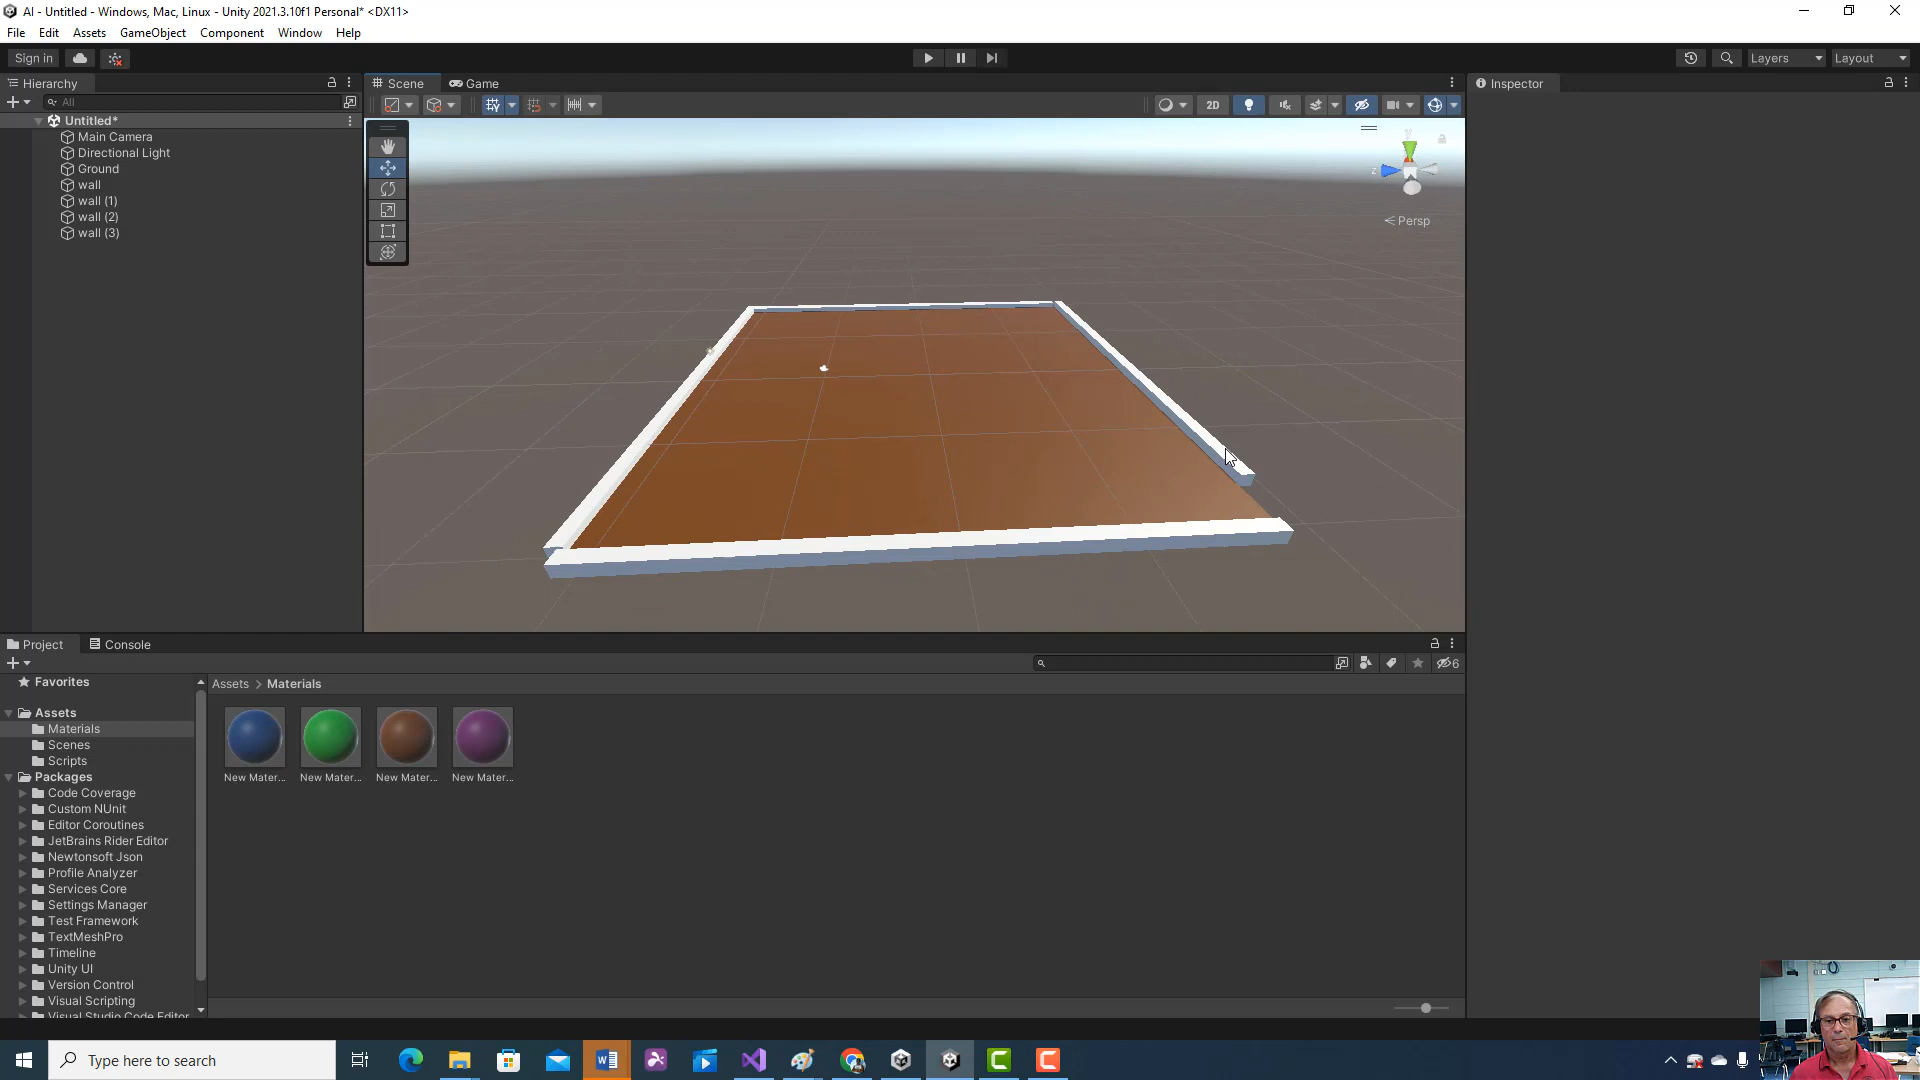 AI - Untitled - Windows, Mac, Linux - Unity 2021.3.10f1 Personal* <DX11>
File Edit Assets GameObject Component Window Help
Sign in
Layers
Layout
Hierarchy
Scene
Game
Inspector
All
2D
Untitled*
Main Camera
Directional Light
Ground
wall
wall (1)
wall (2)
wall (3)
y
z
Persp
Project
Console
6
Favorites
Assets > Materials
Assets
Materials
Scenes
Scripts
New Mater...
New Mater...
New Mater...
New Mater...
Packages
Code Coverage
Custom NUnit
Editor Coroutines
JetBrains Rider Editor
Newtonsoft Json
Profile Analyzer
Services Core
Settings Manager
Test Framework
TextMeshPro
Timeline
Unity UI
Version Control
Visual Scripting
Visual Studio Code Editor
Type here to search